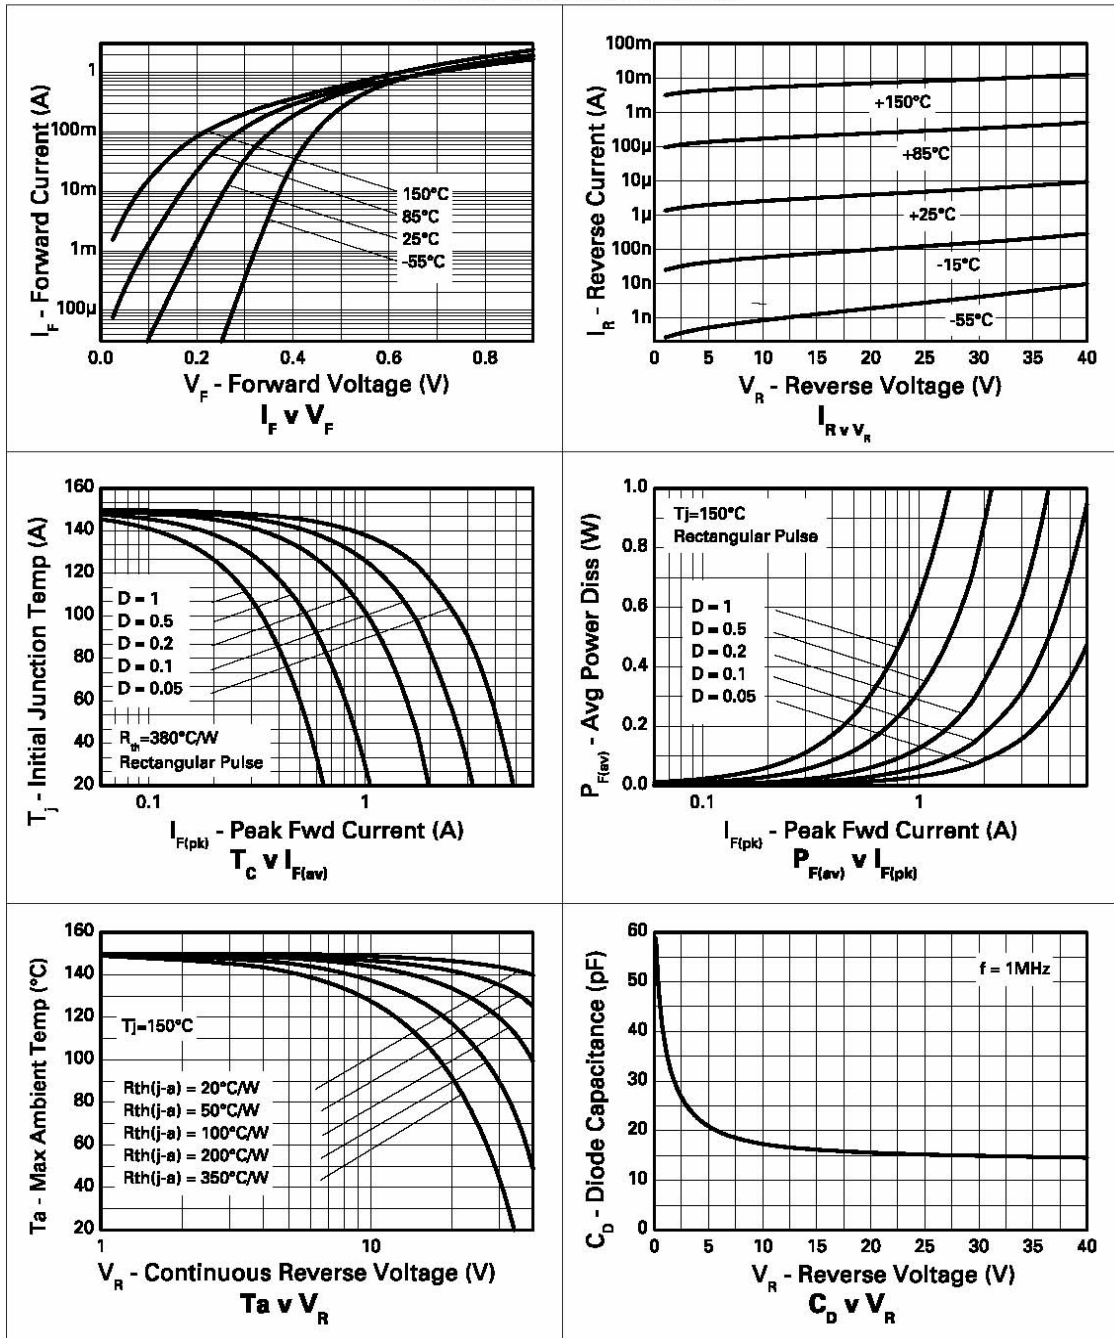 1
100m
10m
1m
100µ
150°C
85°C
25°C
-55°C
0.0 0.2 0.4 0.6 0.8
I_F - Forward Current (A)
V_F - Forward Voltage (V)
I_F v V_F
100m
10m
1m
100µ
10µ
1µ
100n
10n
1n
+150°C
+85°C
+25°C
-15°C
-55°C
5 10 15 20 25 30 35 40
I_R - Reverse Current (A)
V_R - Reverse Voltage (V)
I_R v V_R
160
140
120
100
80
60
40
20
D = 1
D = 0.5
D = 0.2
D = 0.1
D = 0.05
R_th=380°C/W
Rectangular Pulse
0.1 1
T_j - Initial Junction Temp (A)
I_F(pk) - Peak Fwd Current (A)
T_C v I_F(av)
1.0
0.8
0.6
0.4
0.2
0.0
Tj=150°C
Rectangular Pulse
D = 1
D = 0.5
D = 0.2
D = 0.1
D = 0.05
0.1 1
P_F(av) - Avg Power Diss (W)
I_F(pk) - Peak Fwd Current (A)
P_F(av) v I_F(pk)
160
140
120
100
80
60
40
20
Tj=150°C
Rth(j-a) = 20°C/W
Rth(j-a) = 50°C/W
Rth(j-a) = 100°C/W
Rth(j-a) = 200°C/W
Rth(j-a) = 350°C/W
1 10
Ta - Max Ambient Temp (°C)
V_R - Continuous Reverse Voltage (V)
Ta v V_R
60
50
40
30
20
10
0
f = 1MHz
0 5 10 15 20 25 30 35 40
C_D - Diode Capacitance (pF)
V_R - Reverse Voltage (V)
C_D v V_R